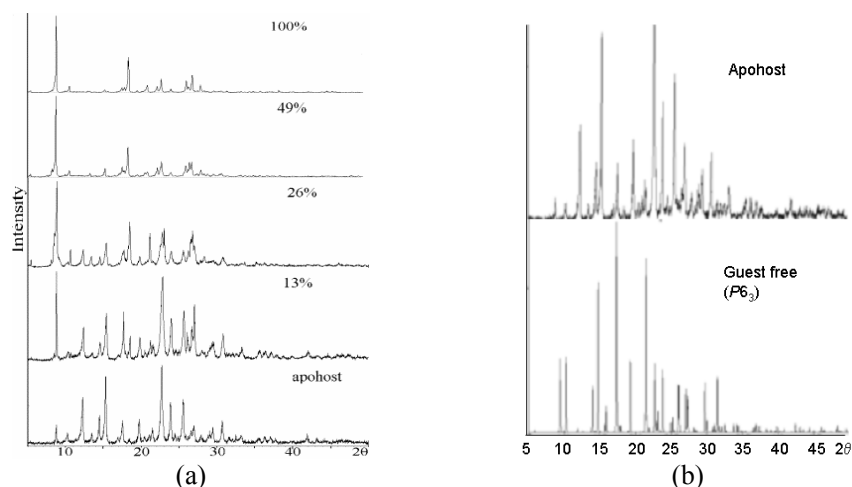 100%
49%
26%
13%
apohost
Intensity
10 20 30 40 2θ
(a)
Apohost
Guest free
(P6₃)
5 10 15 20 25 30 35 40 45 2θ
(b)